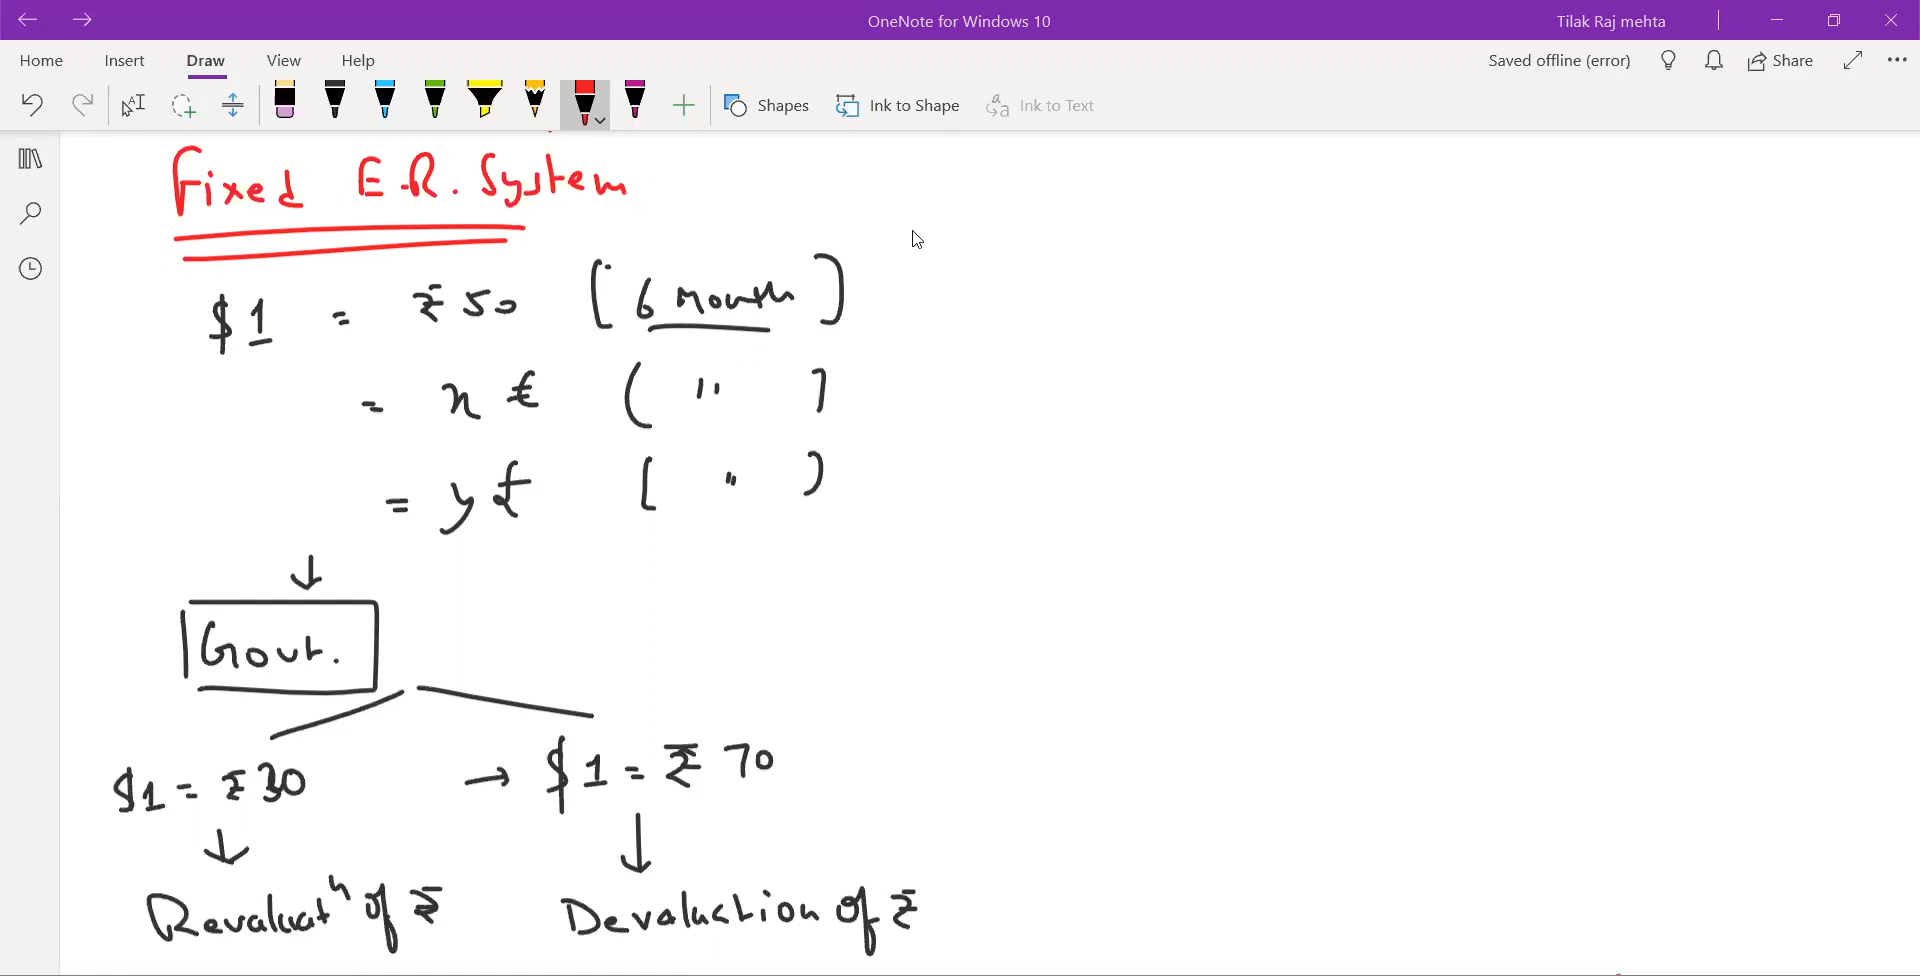 OneNote for Windows 10
Tilak Raj mehta
Home Insert Draw View Help
Saved offline (error) Share
Shapes Ink to Shape Ink to Text
Fixed E.R. System
$1 = ₹ 50 [6 Month]
= x € ( " ]
= y £ [ " )
Govt.
$1 = ₹ 30 → $1 = ₹ 70
Revaluatⁿ of ₹ Devaluation of ₹